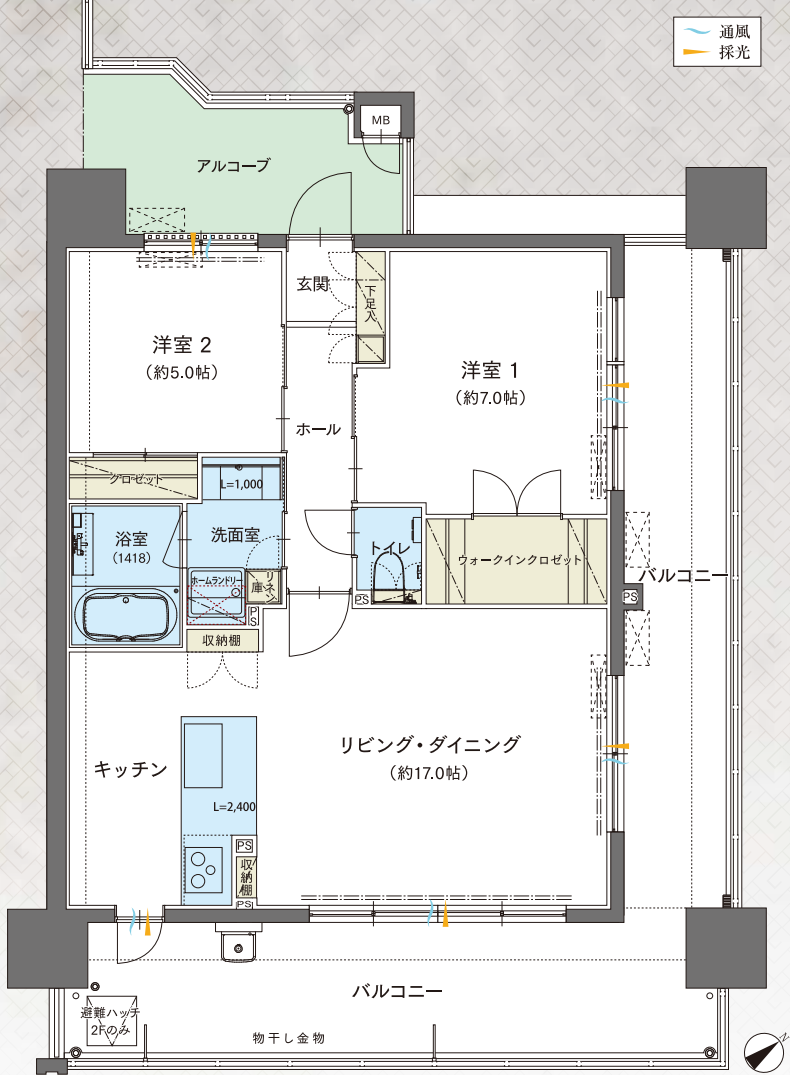 通風
採光
MB
アルコーブ
玄関
下足入
洋室 2
(約5.0帖)
洋室 1
(約7.0帖)
ホール
クロゼット
L=1,000
浴室
(1418)
洗面室
トイレ
ウォークインクロゼット
ホームランドリー
リネン庫
PS
PS
PS
バルコニー
収納棚
リビング・ダイニング
(約17.0帖)
キッチン
L=2,400
PS
収納棚
PS
バルコニー
避難ハッチ
2Fのみ
物干し金物
N